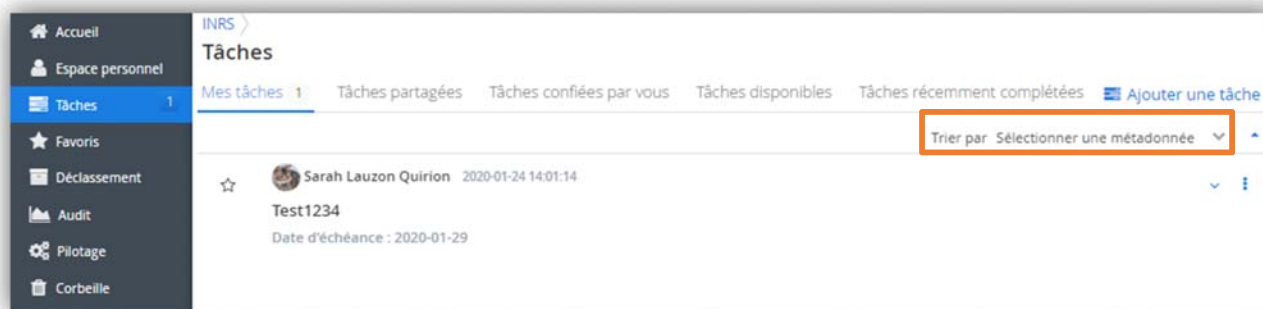 Accueil
Espace personnel
Tâches 1
Favoris
Déclassement
Audit
Pilotage
Corbeille
INRS
Tâches
Mes tâches 1 Tâches partagées Tâches confiées par vous Tâches disponibles Tâches récemment complétées Ajouter une tâche
Trier par Sélectionner une métadonnée
Sarah Lauzon Quirion 2020-01-24 14:01:14
Test1234
Date d'échéance : 2020-01-29